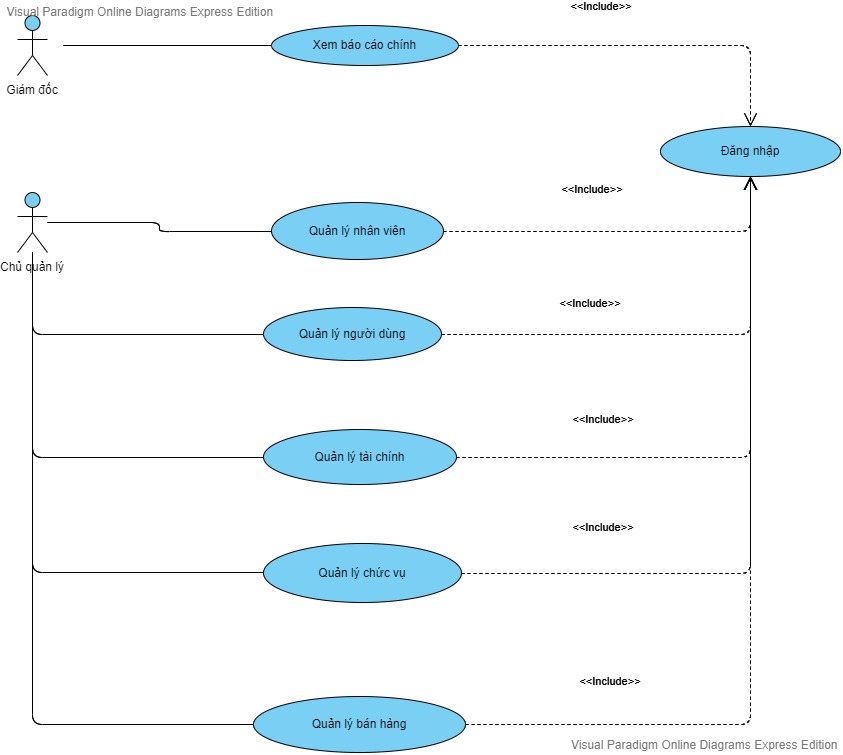 Visual Paradigm Online Diagrams Express Edition
<<Include>>
Xem báo cáo chính
Giám đốc
Đăng nhập
<<Include>>
Quản lý nhân viên
Chủ quản lý
<<Include>>
Quản lý người dùng
<<Include>>
Quản lý tài chính
<<Include>>
Quản lý chức vụ
<<Include>>
Quản lý bán hàng
Visual Paradigm Online Diagrams Express Edition